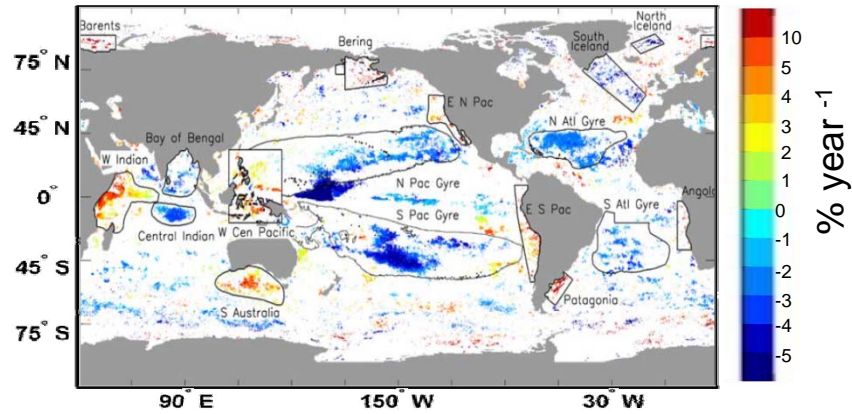 Barents
Bering
North
Iceland
South
Iceland
75° N
E N Pac
N Atl Gyre
45° N
Bay of Bengal
W Indian
N Pac Gyre
0°
S Pac Gyre
E S Pac
S Atl Gyre
Angola
Central Indian
W Cen Pacific
45° S
Patagonia
S Australia
75° S
90° E
150° W
30° W
10
5
4
3
2
1
0
-1
-2
-3
-4
-5
% year -1